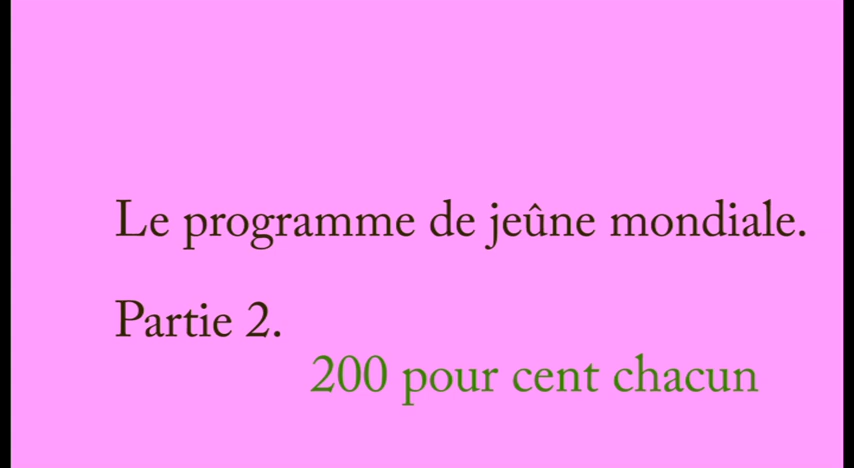 Le programme de jeûne mondiale.
Partie 2.
200 pour cent chacun